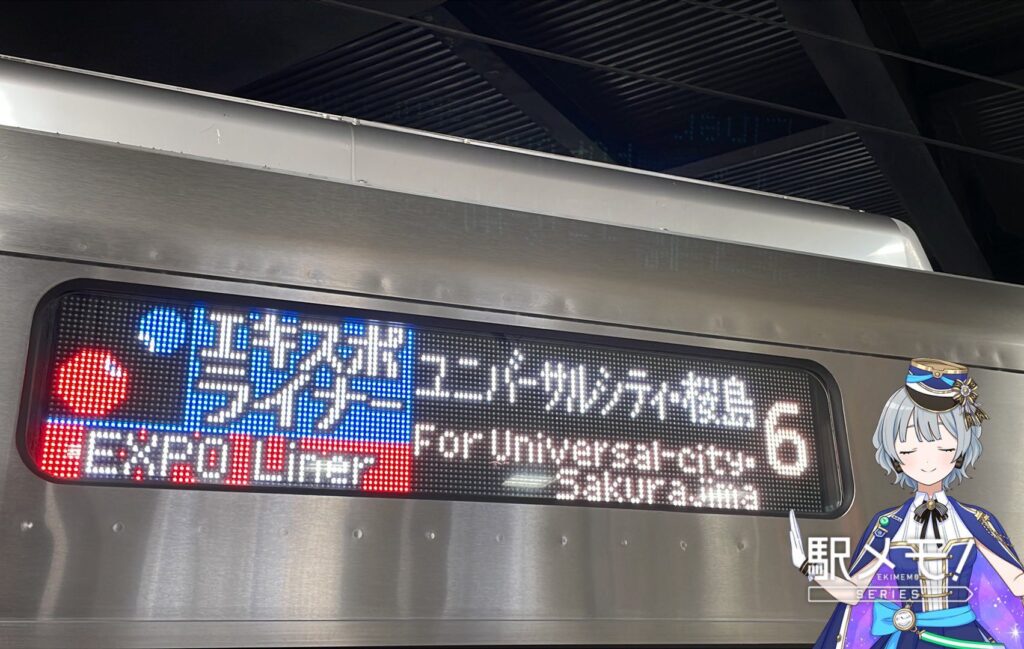 エキスポ
ライナー
EXPO Liner
ユニバーサルシティ・桜島
For Universal-city・
Sakurajima
6
駅メモ!
EKIMEMO
SERIES